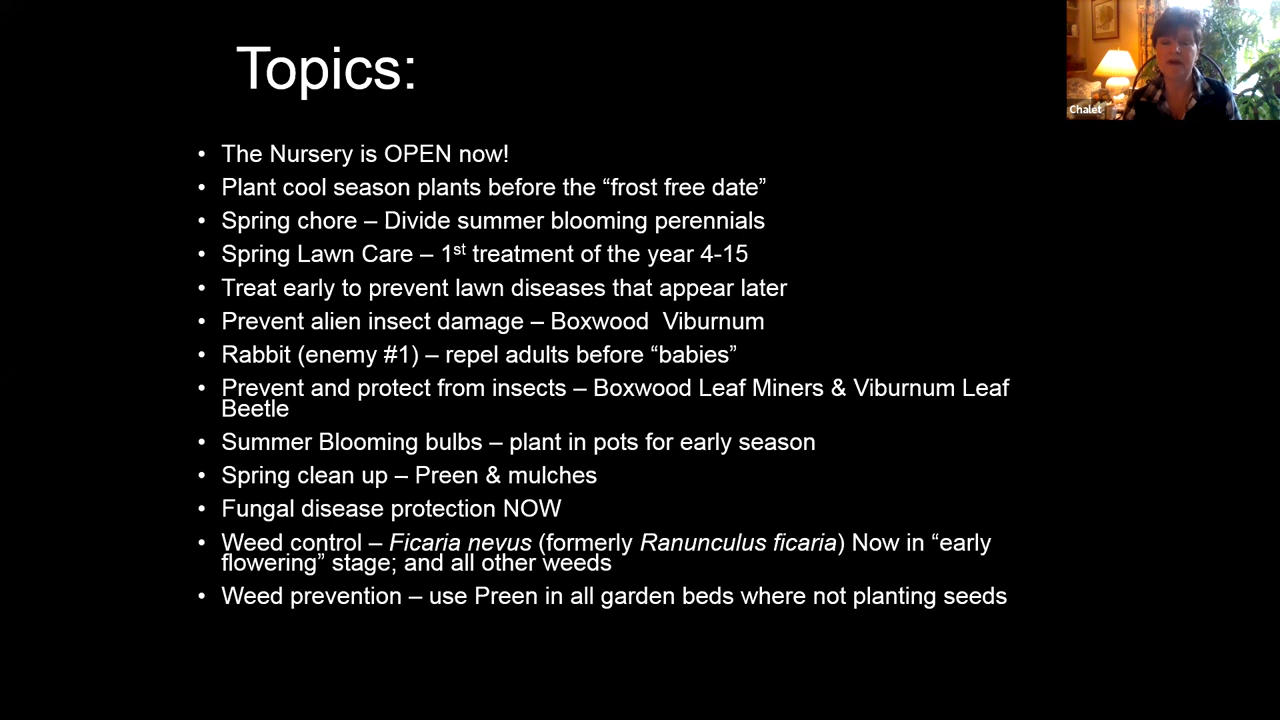 Topics:
Chalet
• The Nursery is OPEN now!
• Plant cool season plants before the “frost free date”
• Spring chore – Divide summer blooming perennials
• Spring Lawn Care – 1st treatment of the year 4-15
• Treat early to prevent lawn diseases that appear later
• Prevent alien insect damage – Boxwood  Viburnum
• Rabbit (enemy #1) – repel adults before “babies”
• Prevent and protect from insects – Boxwood Leaf Miners & Viburnum Leaf
Beetle
• Summer Blooming bulbs – plant in pots for early season
• Spring clean up – Preen & mulches
• Fungal disease protection NOW
• Weed control – Ficaria nevus (formerly Ranunculus ficaria) Now in “early
flowering” stage; and all other weeds
• Weed prevention – use Preen in all garden beds where not planting seeds